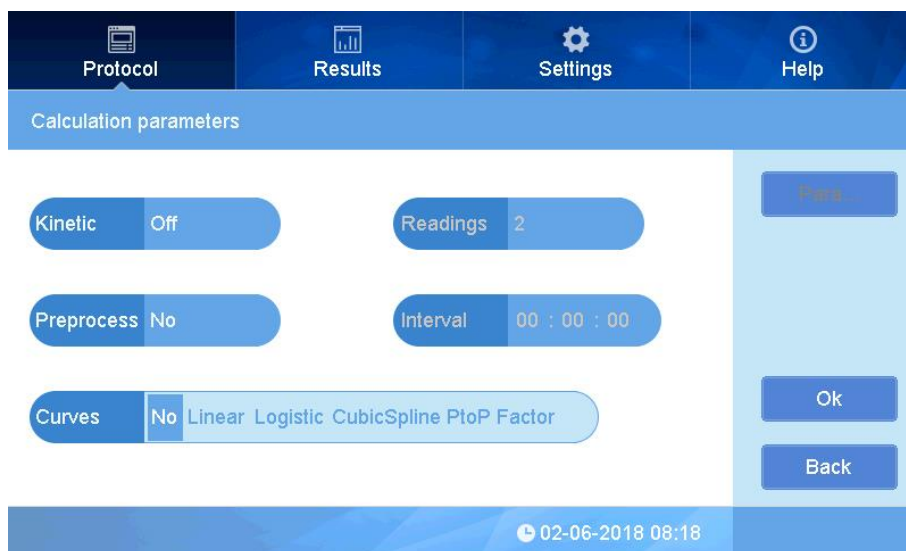 Protocol Results Settings Help
Calculation parameters
Para...
Kinetic Off Readings 2
Preprocess No Interval 00 : 00 : 00
Ok
Curves No Linear Logistic CubicSpline PtoP Factor
Back
02-06-2018 08:18